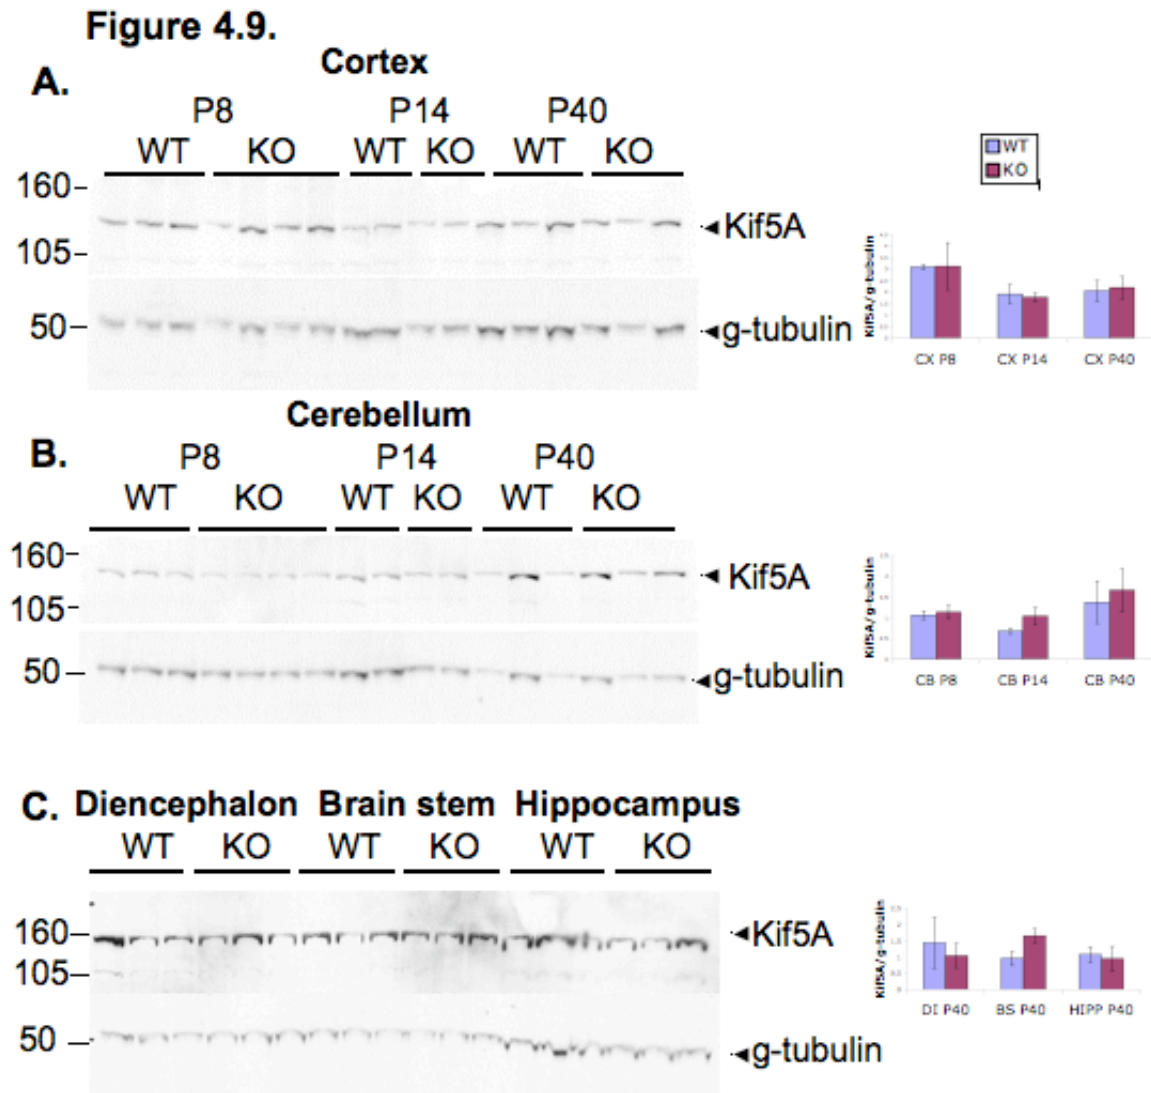 Figure 4.9.
A.
Cortex
P8 P14 P40
WT KO WT KO WT KO
160
105
Kif5A
50
g-tubulin
WT
KO
Kif5A/g-tubulin
CX P8 CX P14 CX P40
B.
Cerebellum
P8 P14 P40
WT KO WT KO WT KO
160
105
Kif5A
50
g-tubulin
Kif5A/g-tubulin
CB P8 CB P14 CB P40
C. Diencephalon Brain stem Hippocampus
WT KO WT KO WT KO
160
105
Kif5A
50
g-tubulin
Kif5A/g-tubulin
DI P40 BS P40 HIPP P40